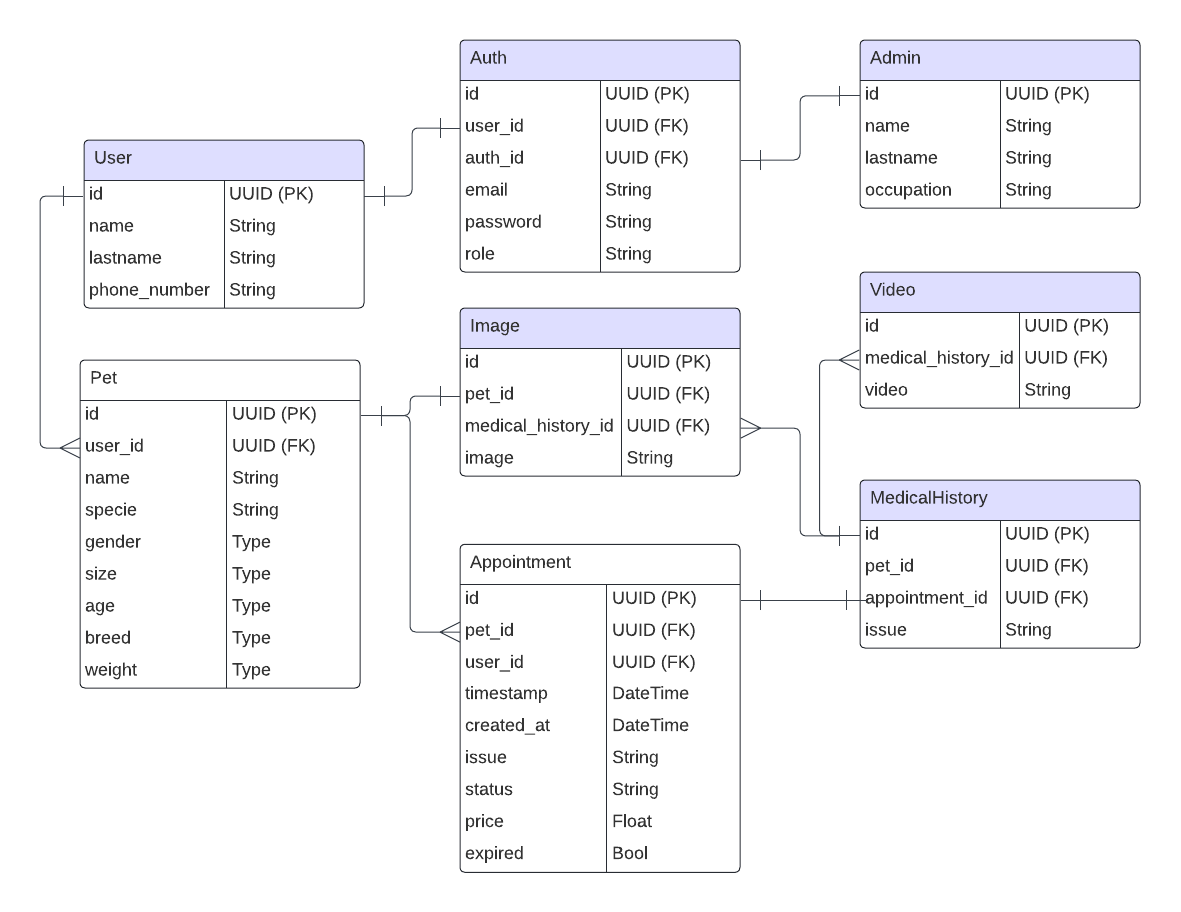 User
id UUID (PK)
name String
lastname String
phone_number String
Pet
id UUID (PK)
user_id UUID (FK)
name String
specie String
gender Type
size Type
age Type
breed Type
weight Type
Auth
id UUID (PK)
user_id UUID (FK)
auth_id UUID (FK)
email String
password String
role String
Image
id UUID (PK)
pet_id UUID (FK)
medical_history_id UUID (FK)
image String
Appointment
id UUID (PK)
pet_id UUID (FK)
user_id UUID (FK)
timestamp DateTime
created_at DateTime
issue String
status String
price Float
expired Bool
Admin
id UUID (PK)
name String
lastname String
occupation String
Video
id UUID (PK)
medical_history_id UUID (FK)
video String
MedicalHistory
id UUID (PK)
pet_id UUID (FK)
appointment_id UUID (FK)
issue String